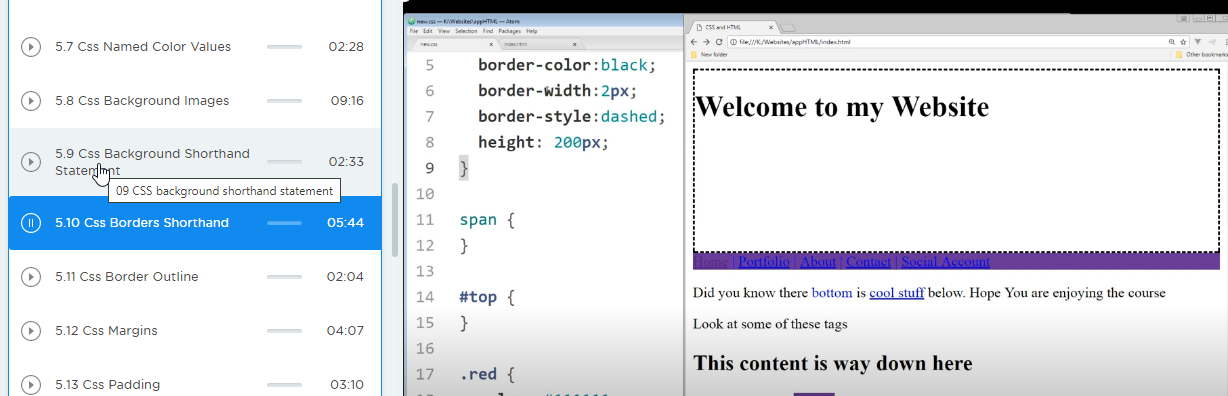 5.7 Css Named Color Values 02:28
5.8 Css Background Images 09:16
5.9 Css Background Shorthand
Statement 02:33
09 CSS background shorthand statement
5.10 Css Borders Shorthand 05:44
5.11 Css Border Outline 02:04
5.12 Css Margins 04:07
5.13 Css Padding 03:10
new.css — K:\Websites\appHTML — Atom
File Edit View Selection Find Packages Help
new.css index.html
5 border-color:black;
6 border-width:2px;
7 border-style:dashed;
8 height: 200px;
9 }
10
11 span {
12 }
13
14 #top {
15 }
16
17 .red {
CSS and HTML
file:///K:/Websites/appHTML/index.html
New folder Other bookmarks
Welcome to my Website
Home | Portfolio | About | Contact | Social Account
Did you know there bottom is cool stuff below. Hope You are enjoying the course
Look at some of these tags
This content is way down here